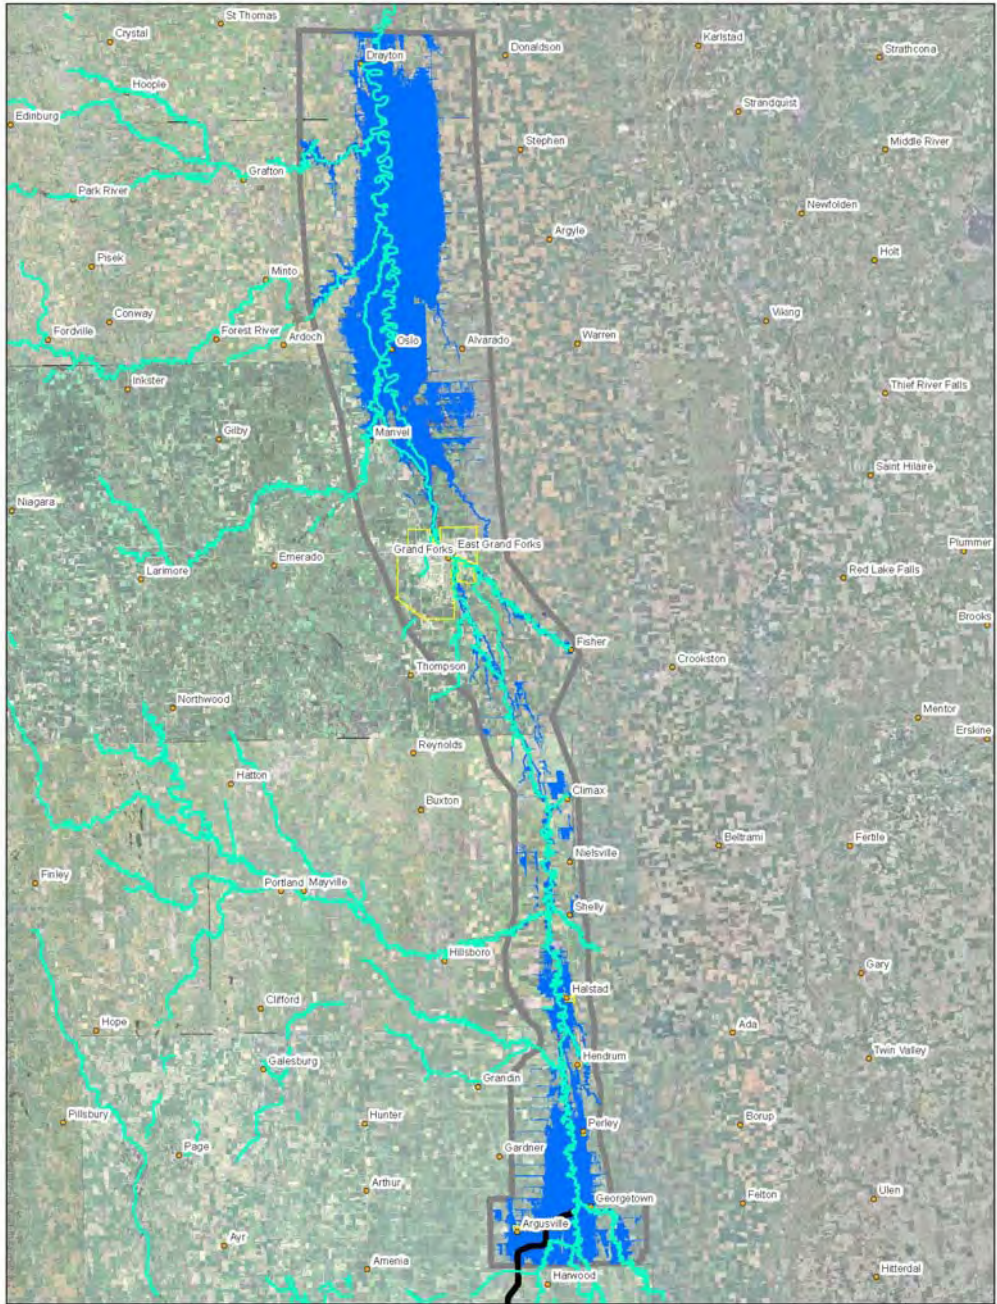 St Thomas
Crystal
Karlstad
Donaldson
Strathcona
Drayton
Hoople
Strandquist
Edinburg
Stephen
Middle River
Grafton
Park River
Newfolden
Argyle
Holt
Pisek
Minto
Conway
Viking
Fordville
Forest River
Ardoch
Oslo
Alvarado
Warren
Inkster
Thief River Falls
Gilby
Manvel
Saint Hilaire
Niagara
Grand Forks
East Grand Forks
Plummer
Larimore
Emerado
Red Lake Falls
Brooks
Fisher
Crookston
Thompson
Northwood
Mentor
Erskine
Reynolds
Hatton
Climax
Buxton
Beltrami
Fertile
Nielsville
Finley
Portland
Mayville
Shelly
Hillsboro
Gary
Halstad
Clifford
Hope
Ada
Twin Valley
Hendrum
Galesburg
Grandin
Pillsbury
Hunter
Perley
Borup
Page
Gardner
Arthur
Georgetown
Felton
Ulen
Argusville
Ayr
Amenia
Harwood
Hitterdal